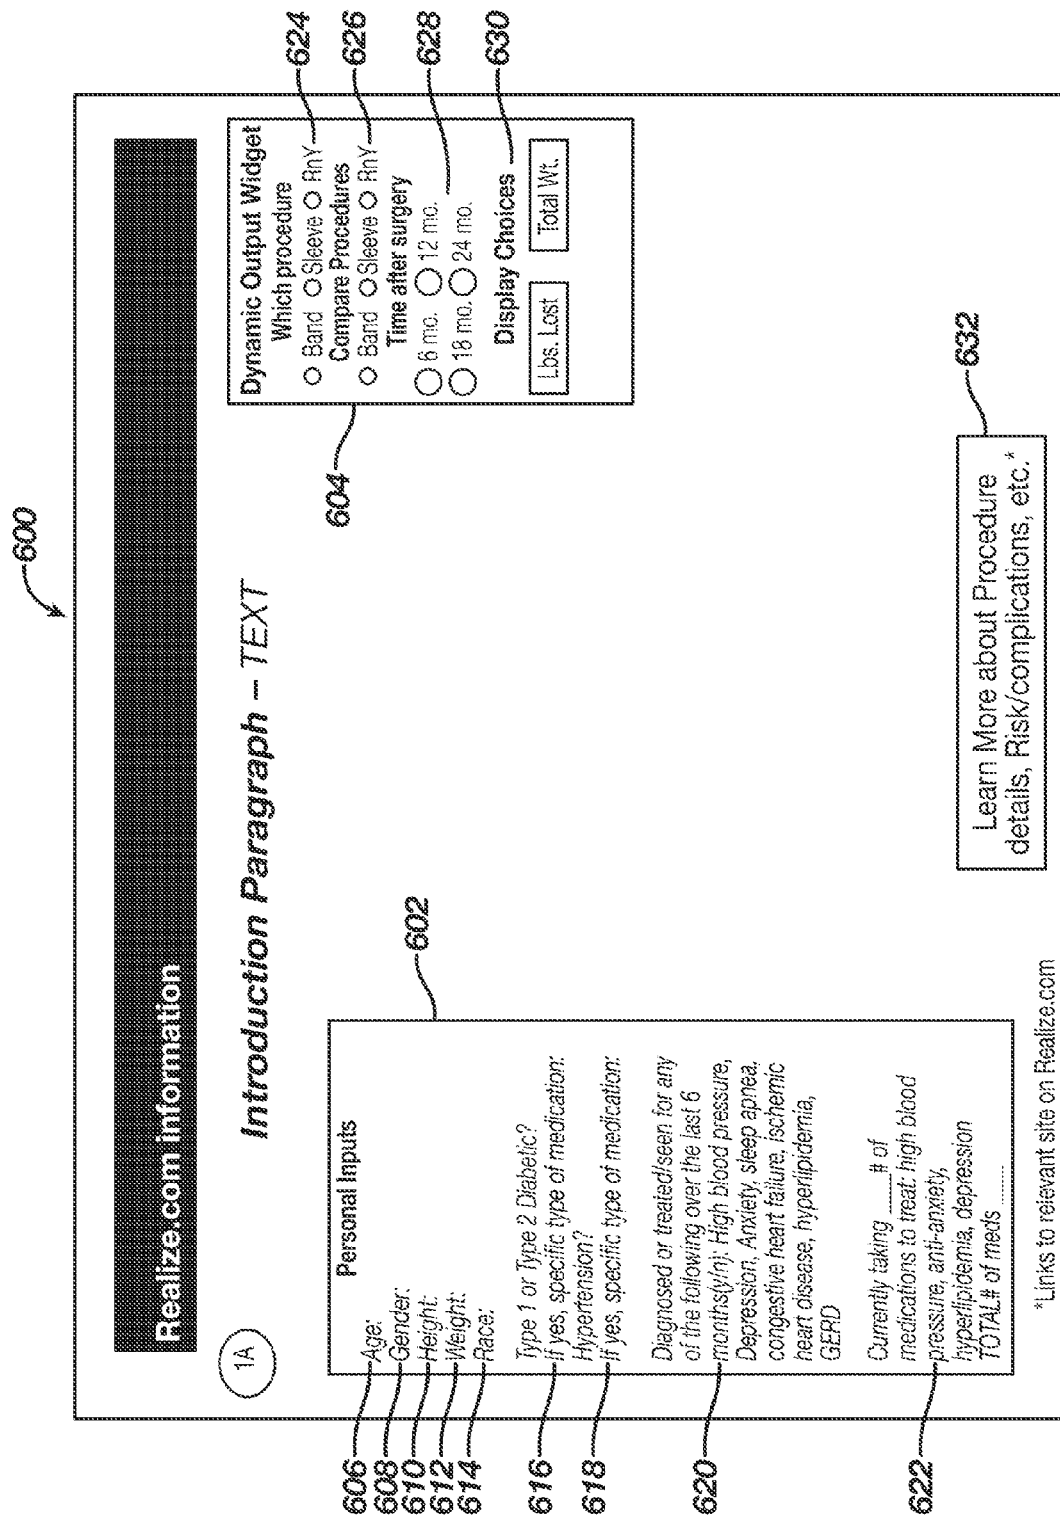 600
Realize.com information
1A
Introduction Paragraph – TEXT
602
Personal Inputs
606
Age:
608
Gender:
610
Height:
612
Weight:
614
Race:
616
Type 1 or Type 2 Diabetic?
If yes, specific type of medication:
618
Hypertension?
If yes, specific type of medication:
620
Diagnosed or treated/seen for any
of the following over the last 6
months(y/n): High blood pressure,
Depression, Anxiety, sleep apnea,
congestive heart failure, ischemic
heart disease, hyperlipidemia,
GERD
622
Currently taking ___# of
medications to treat: high blood
pressure, anti-anxiety,
hyperlipidemia, depression
TOTAL# of meds ____
604
Dynamic Output Widget
Which procedure
Band Sleeve RnY
624
Compare Procedures
Band Sleeve RnY
626
Time after surgery
6 mo. 12 mo.
18 mo. 24 mo.
628
Display Choices
630
Lbs. Lost
Total Wt.
632
Learn More about Procedure
details, Risk/complications, etc.*
*Links to relevant site on Realize.com